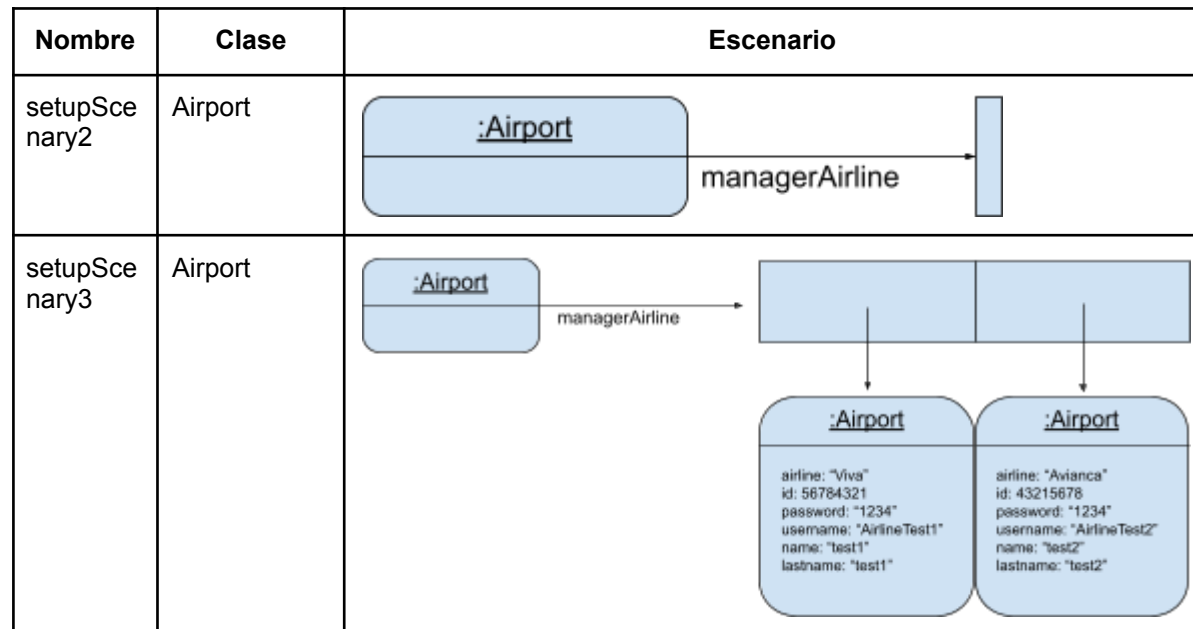 Nombre Clase Escenario
setupSce Airport
nary2
:Airport
managerAirline
setupSce Airport
nary3
:Airport
managerAirline
:Airport :Airport
airline: “Viva”
id: 56784321
password: “1234”
username: “AirlineTest1”
name: “test1”
lastname: “test1”
airline: “Avianca”
id: 43215678
password: “1234”
username: “AirlineTest2”
name: “test2”
lastname: “test2”